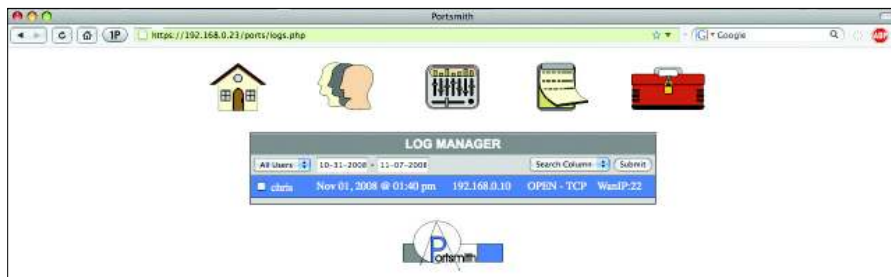 Portsmith
1P https://192.168.0.23/ports/logs.php Google ABP
LOG MANAGER
All Users 10-31-2008 - 11-07-2008 Search Column Submit
chris Nov 01, 2008 @ 01:40 pm 192.168.0.10 OPEN - TCP WanIP:22
Portsmith